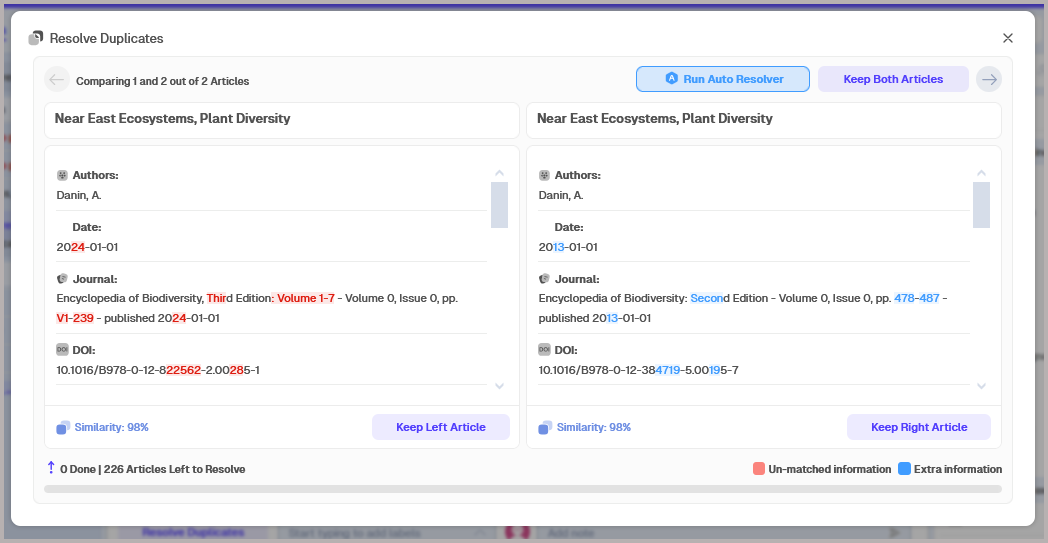 Resolve Duplicates
Comparing 1 and 2 out of 2 Articles
Run Auto Resolver
Keep Both Articles
Near East Ecosystems, Plant Diversity
Authors:
Danin, A.
Date:
2024-01-01
Journal:
Encyclopedia of Biodiversity, Third Edition: Volume 1-7 - Volume 0, Issue 0, pp.
V1-239 - published 2024-01-01
DOI:
10.1016/B978-0-12-822562-2.00285-1
Similarity: 98%
Keep Left Article
Near East Ecosystems, Plant Diversity
Authors:
Danin, A.
Date:
2013-01-01
Journal:
Encyclopedia of Biodiversity: Second Edition - Volume 0, Issue 0, pp. 478-487 -
published 2013-01-01
DOI:
10.1016/B978-0-12-384719-5.00195-7
Similarity: 98%
Keep Right Article
0 Done | 226 Articles Left to Resolve
Un-matched information
Extra information
Resolve Duplicates
Start typing to add labels
Add note